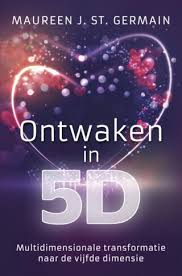 MAUREEN J. ST. GERMAIN
Ontwaken
in
5D
Multidimensionale transformatie
naar de vijfde dimensie